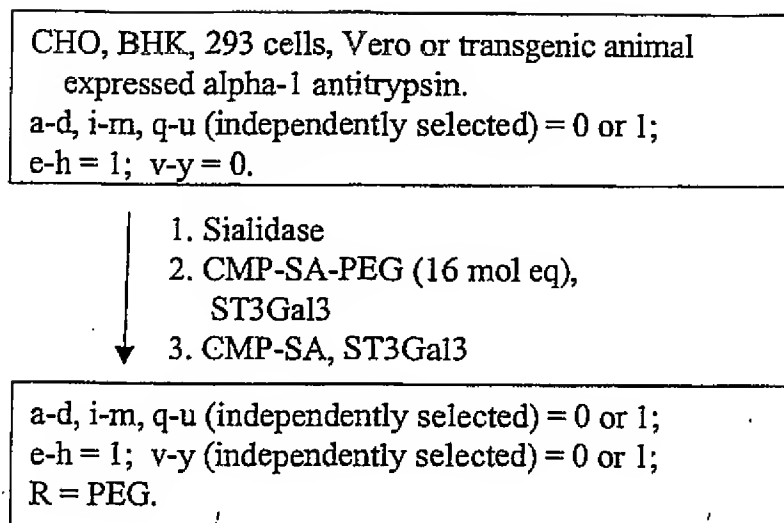 CHO, BHK, 293 cells, Vero or transgenic animal
expressed alpha-1 antitrypsin.
a-d, i-m, q-u (independently selected) = 0 or 1;
e-h = 1; v-y = 0.
1. Sialidase
2. CMP-SA-PEG (16 mol eq),
ST3Gal3
3. CMP-SA, ST3Gal3
a-d, i-m, q-u (independently selected) = 0 or 1;
e-h = 1; v-y (independently selected) = 0 or 1;
R = PEG.